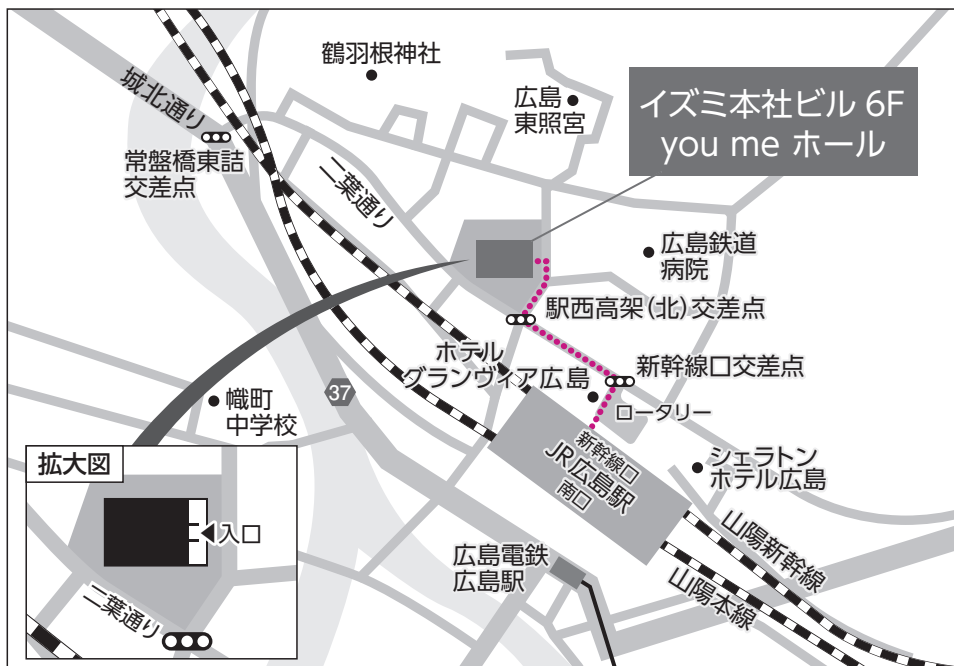 鶴羽根神社
広島
東照宮
イズミ本社ビル 6F
you me ホール
城北通り
常盤橋東詰
交差点
二葉通り
広島鉄道
病院
駅西高架(北)交差点
ホテル
グランヴィア広島
新幹線口交差点
37
幟町
中学校
ロータリー
新幹線口
JR広島駅
南口
シェラトン
ホテル広島
拡大図
入口
二葉通り
広島電鉄
広島駅
山陽新幹線
山陽本線